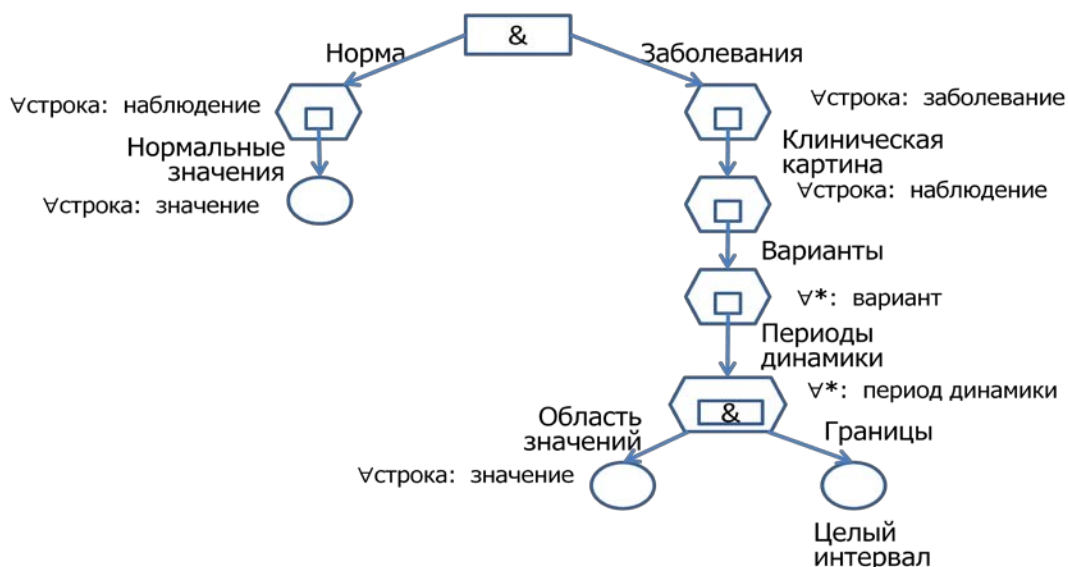 &
Норма
Заболевания
∀строка: наблюдение
∀строка: заболевание
Нормальные
значения
Клиническая
картина
∀строка: значение
∀строка: наблюдение
Варианты
∀*: вариант
Периоды
динамики
∀*: период динамики
&
Область
значений
Границы
∀строка: значение
Целый
интервал